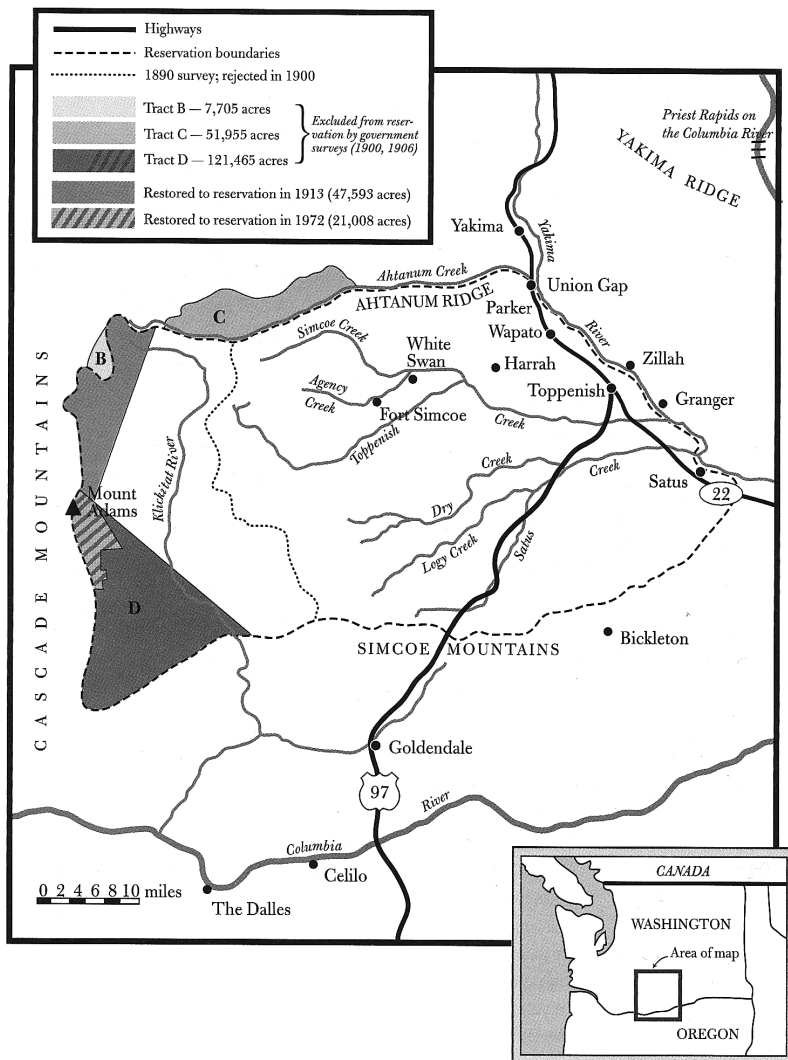 Highways
Reservation boundaries
1890 survey; rejected in 1900
Tract B — 7,705 acres
Tract C — 51,955 acres
Tract D — 121,465 acres
Excluded from reser-
vation by government
surveys (1900, 1906)
Restored to reservation in 1913 (47,593 acres)
Restored to reservation in 1972 (21,008 acres)
Priest Rapids on
the Columbia River
YAKIMA RIDGE
Yakima
Yakima
Ahtanum Creek
Union Gap
AHTANUM RIDGE
C
Parker
River
Simcoe Creek
Wapato
White
Swan
Zillah
B
Harrah
Agency
Creek
Toppenish
Granger
Fort Simcoe
Creek
Toppenish
CASCADE MOUNTAINS
Klickitat River
Creek
Creek
Satus
22
Mount
Adams
Dry
Logy Creek
Satus
D
Bickleton
SIMCOE MOUNTAINS
Goldendale
97
River
Columbia
Celilo
0 2 4 6 8 10 miles
The Dalles
CANADA
WASHINGTON
Area of map
OREGON